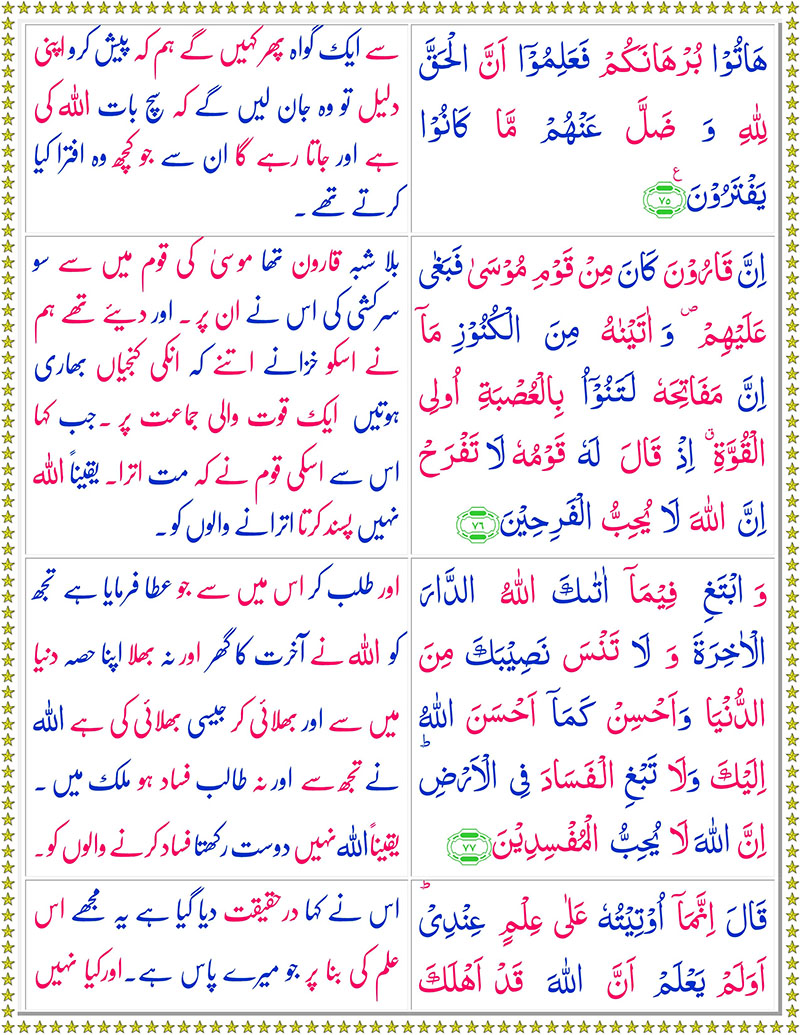 هَاتُوۡا بُرۡهَانَكُمۡ فَعَلِمُوۡۤا اَنَّ الۡحَـقَّ
لِلّٰهِ وَ ضَلَّ عَنۡهُمۡ مَّا كَانُوۡا
يَفۡتَرُوۡنَ ع ٧٥
سے ایک گواہ پھر کہیں گے ہم کہ پیش کرو اپنی
دلیل تو وہ جان لیں گے کہ سچ بات اللہ کی
ہے اور جاتا رہے گا ان سے جو کچھ وہ افترا کیا
کرتے تھے ۔
اِنَّ قَارُوۡنَ كَانَ مِنۡ قَوۡمِ مُوۡسٰى فَبَغٰى
عَلَيۡهِمۡ ۖ وَ اٰتَيۡنٰهُ مِنَ الۡكُنُوۡزِ مَاۤ
اِنَّ مَفَاتِحَهٗ لَـتَـنُوۡٓاُ بِالۡعُصۡبَةِ اُولِى
الۡقُوَّةِ ۗ اِذۡ قَالَ لَهٗ قَوۡمُهٗ لَا تَفۡرَحۡ
اِنَّ اللّٰهَ لَا يُحِبُّ الۡفَرِحِيۡنَ ٧٦
بلا شبہ قارون تھا موسیٰ کی قوم میں سے سو
سرکشی کی اس نے ان پر ۔ اور دیئے تھے ہم
نے اسکو خزانے اتنے کہ انکی کنجیاں بھاری
ہوتیں ایک قوت والی جماعت پر ۔جب کہا
اس سے اسکی قوم نے کہ مت اترا۔ یقیناً اللہ
نہیں پسند کرتا اترانے والوں کو ۔
وَ ابۡتَغِ فِيۡمَاۤ اٰتٰٮكَ اللّٰهُ الدَّارَ
الۡاٰخِرَةَ وَ لَا تَنۡسَ نَصِيۡبَكَ مِنَ
الدُّنۡيَا وَاَحۡسِنۡ كَمَاۤ اَحۡسَنَ اللّٰهُ
اِلَيۡكَ وَلَا تَبۡغِ الۡـفَسَادَ فِى الۡاَرۡضِ ؕ
اِنَّ اللّٰهَ لَا يُحِبُّ الۡمُفۡسِدِيۡنَ ٧٧
اور طلب کر اس میں سے جو عطا فرمایا ہے تجھ
کو اللہ نے آخرت کا گھر اور نہ بھلا اپنا حصہ دنیا
میں سے اور بھلائی کر جیسی بھلائی کی ہے اللہ
نے تجھ سے اور نہ طالب فساد ہو ملک میں ۔
یقیناً اللہ نہیں دوست رکھتا فساد کرنے والوں کو۔
قَالَ اِنَّمَاۤ اُوۡتِيۡتُهٗ عَلٰى عِلۡمٍ عِنۡدِىۡ ؕ
اَوَلَمۡ يَعۡلَمۡ اَنَّ اللّٰهَ قَدۡ اَهۡلَكَ
اس نے کہا درحقیقت دیا گیا ہے یہ مجھے اس
علم کی بنا پر جو میرے پاس ہے۔اور کیا نہیں